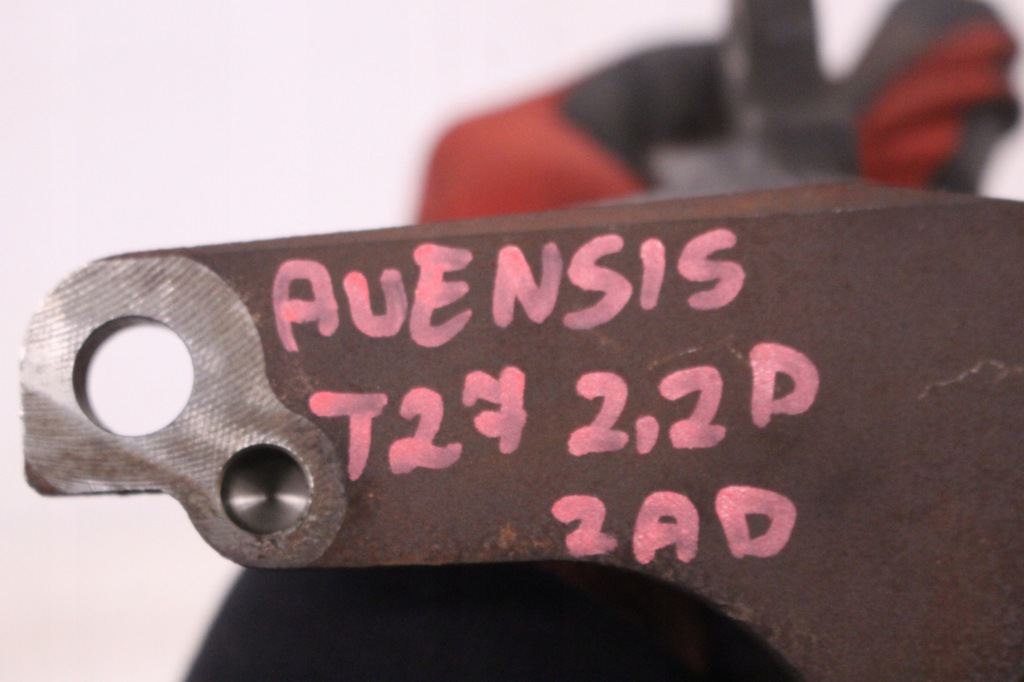 AVENSIS
T27 2,2D
2AD